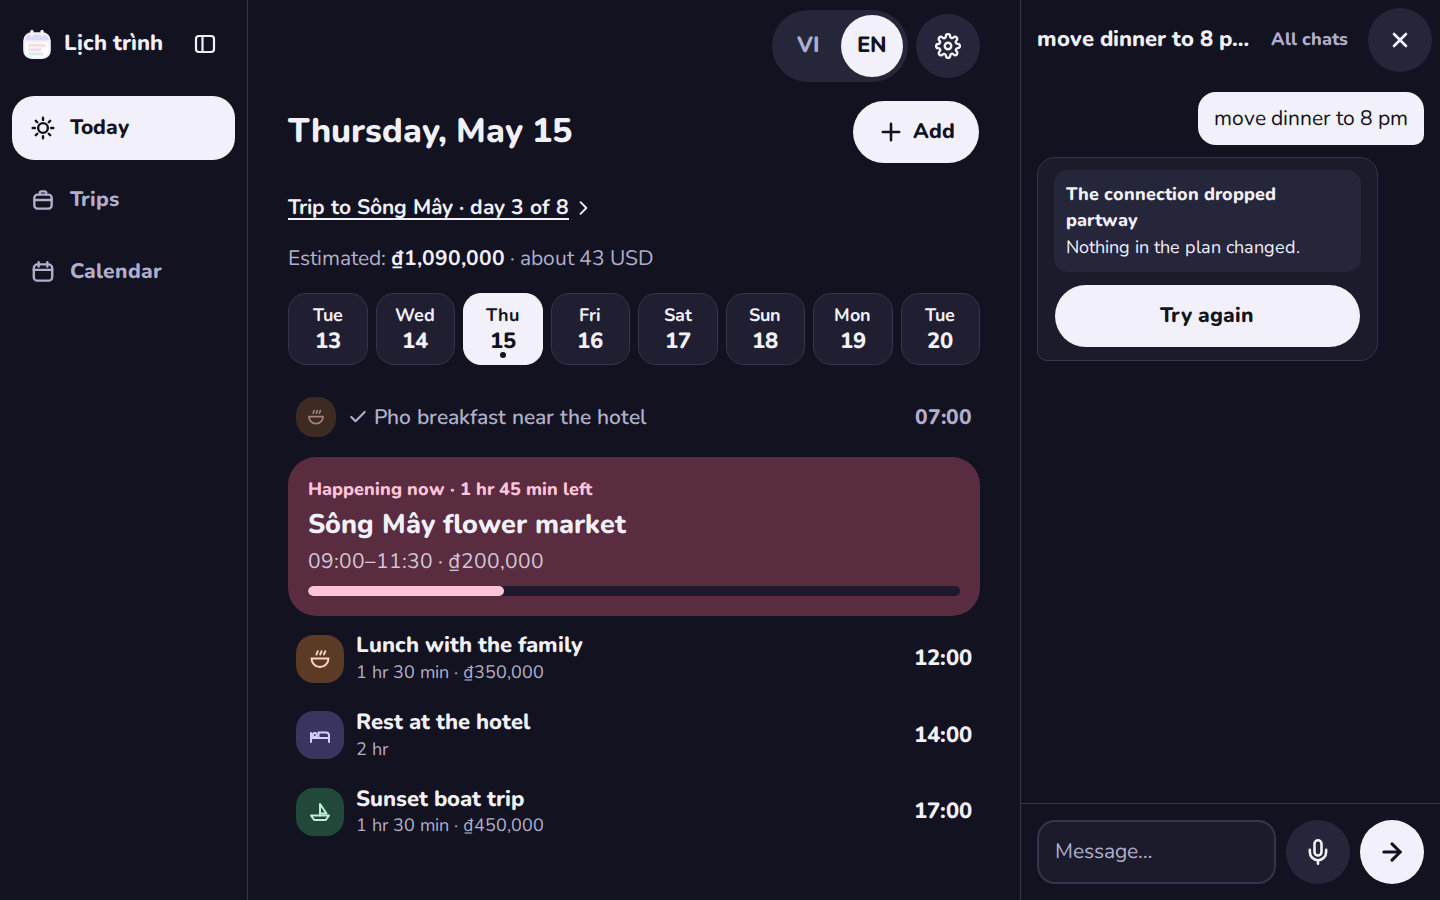 Lịch trình
Today
Trips
Calendar
VI
EN
Thursday, May 15
Add
Trip to Sông Mây · day 3 of 8
Estimated: ₫1,090,000 · about 43 USD
Tue
13
Wed
14
Thu
15
Fri
16
Sat
17
Sun
18
Mon
19
Tue
20
Pho breakfast near the hotel
07:00
Happening now · 1 hr 45 min left
Sông Mây flower market
09:00–11:30 · ₫200,000
Lunch with the family
1 hr 30 min · ₫350,000
12:00
Rest at the hotel
2 hr
14:00
Sunset boat trip
1 hr 30 min · ₫450,000
17:00
move dinner to 8 p...
All chats
move dinner to 8 pm
The connection dropped
partway
Nothing in the plan changed.
Try again
Message...